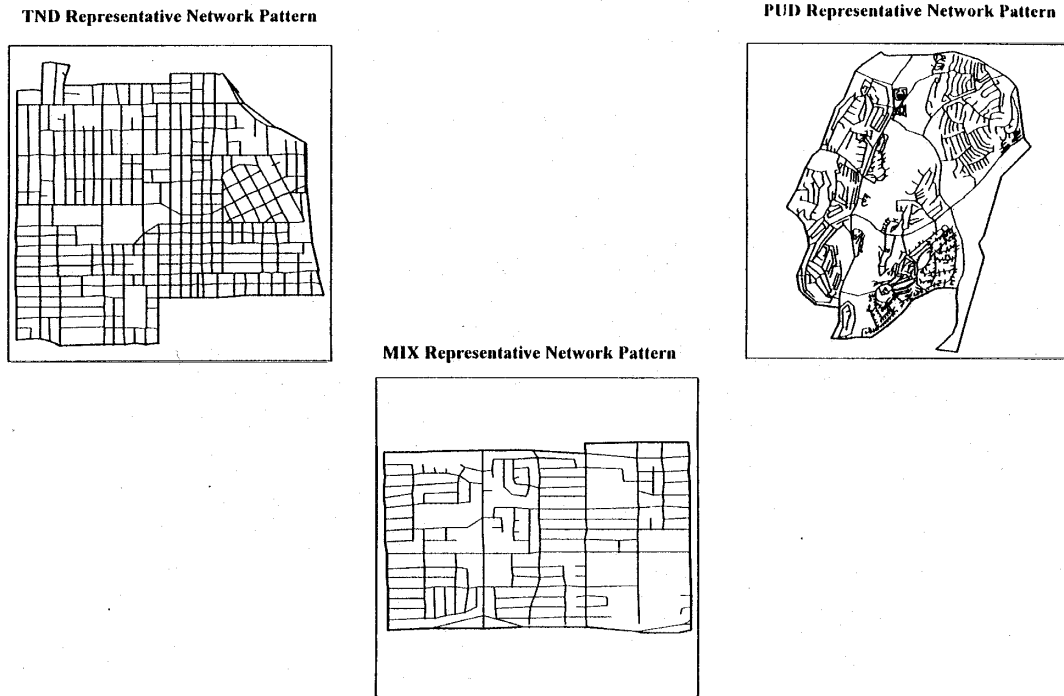 TND Representative Network Pattern
PUD Representative Network Pattern
MIX Representative Network Pattern